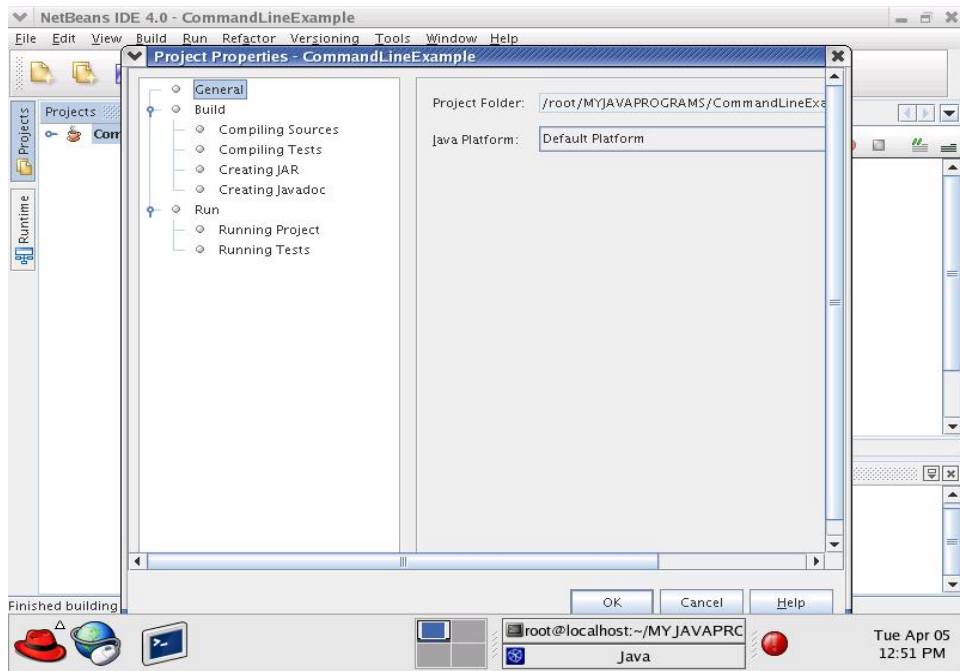 NetBeans IDE 4.0 - CommandLineExample
File Edit View Build Run Refactor Versioning Tools Window Help
Project Properties - CommandLineExample
Projects
Runtime
Projects
Com
General
Build
Compiling Sources
Compiling Tests
Creating JAR
Creating Javadoc
Run
Running Project
Running Tests
Project Folder: /root/MYJAVAPROGRAMS/CommandLineExa
Java Platform: Default Platform
OK Cancel Help
Finished building
root@localhost:~/MYJAVAPRC
Java
Tue Apr 05
12:51 PM